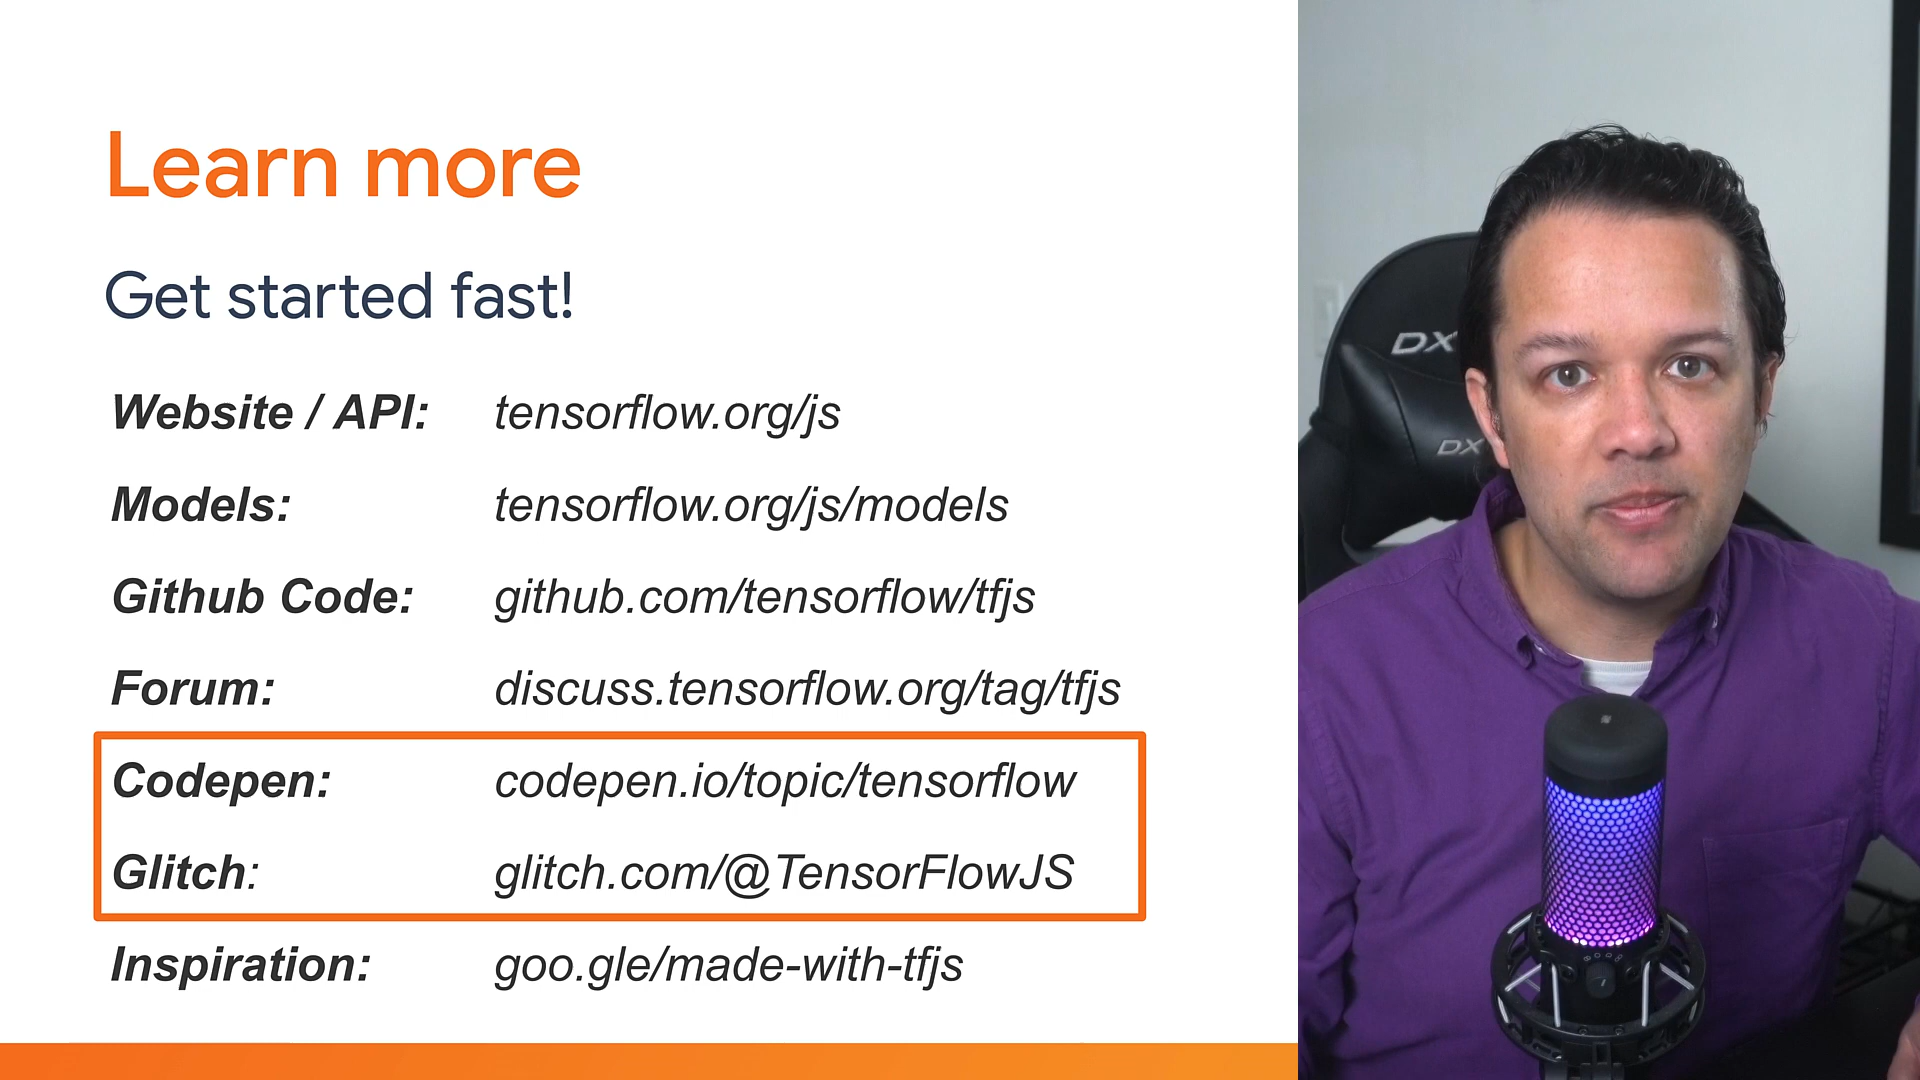 Learn more
Get started fast!
Website / API: tensorflow.org/js
Models: tensorflow.org/js/models
Github Code: github.com/tensorflow/tfjs
Forum: discuss.tensorflow.org/tag/tfjs
Codepen: codepen.io/topic/tensorflow
Glitch: glitch.com/@TensorFlowJS
Inspiration: goo.gle/made-with-tfjs
DX
DX